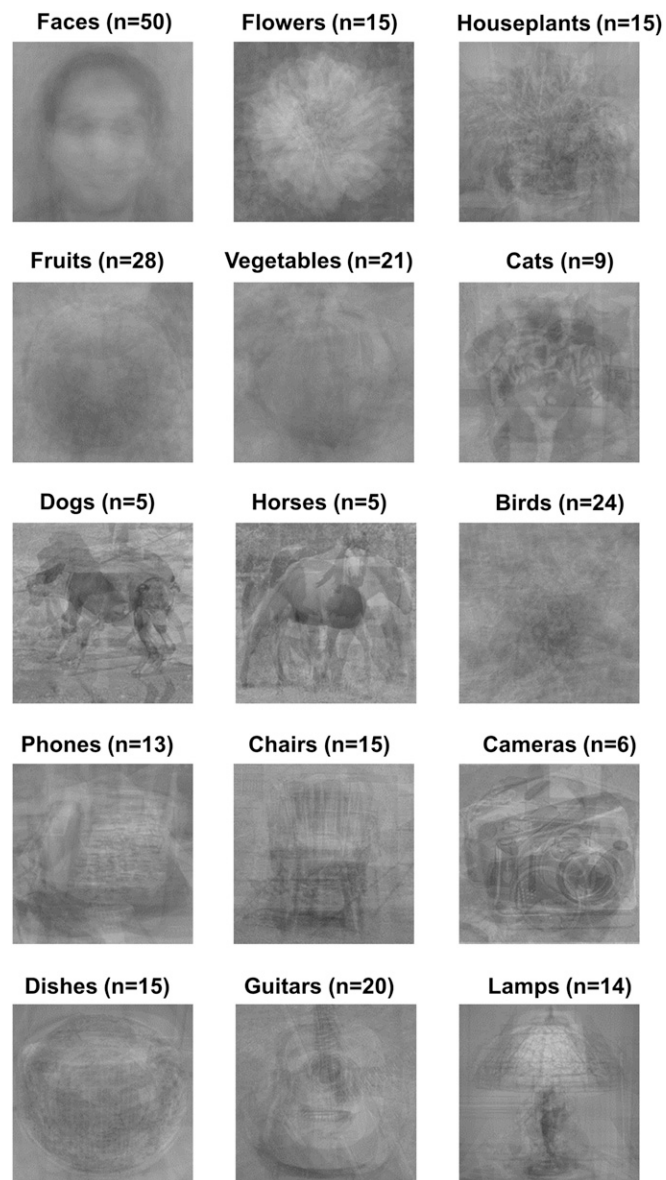 Faces (n=50)
Flowers (n=15)
Houseplants (n=15)
Fruits (n=28)
Vegetables (n=21)
Cats (n=9)
Dogs (n=5)
Horses (n=5)
Birds (n=24)
Phones (n=13)
Chairs (n=15)
Cameras (n=6)
Dishes (n=15)
Guitars (n=20)
Lamps (n=14)